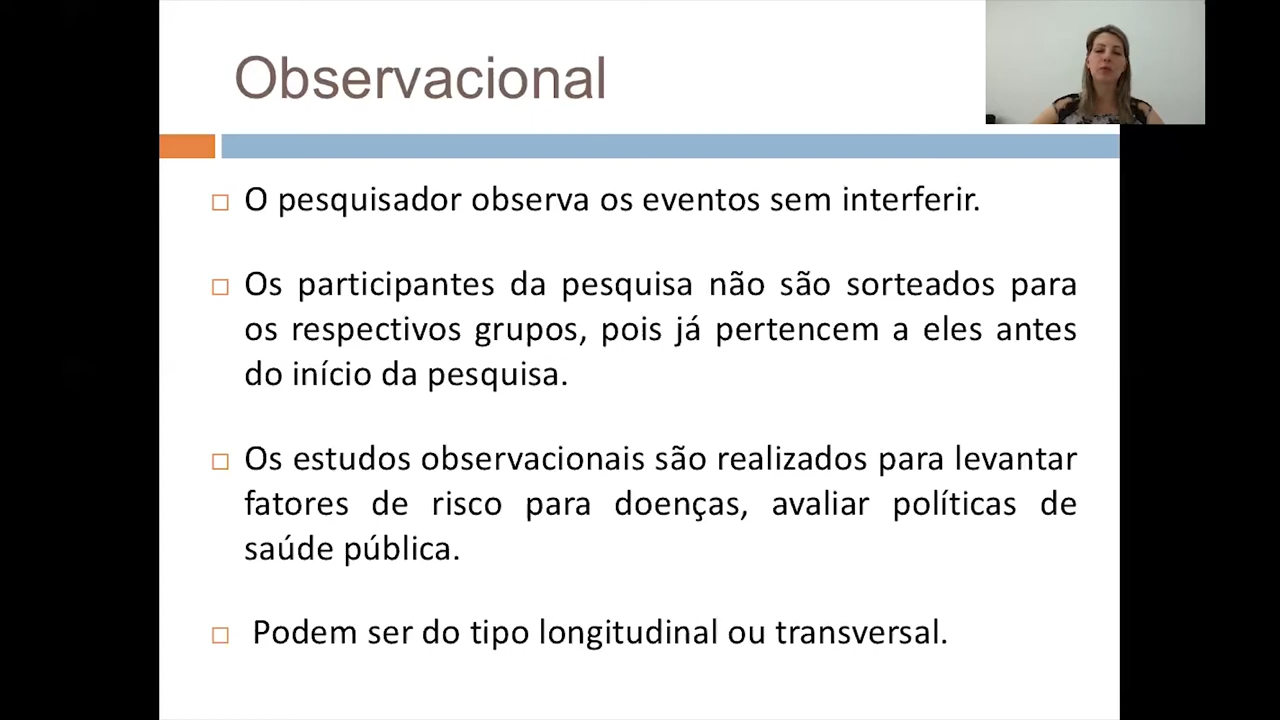 Observacional
O pesquisador observa os eventos sem interferir.
Os participantes da pesquisa não são sorteados para
os respectivos grupos, pois já pertencem a eles antes
do início da pesquisa.
Os estudos observacionais são realizados para levantar
fatores de risco para doenças, avaliar políticas de
saúde pública.
Podem ser do tipo longitudinal ou transversal.